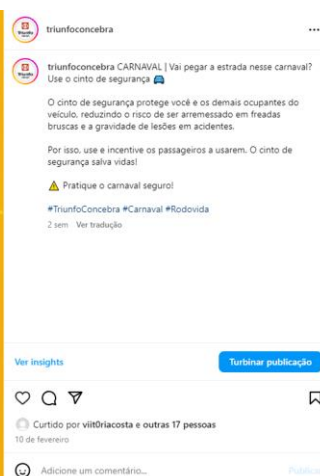 triunfoconcebra
triunfoconcebra CARNAVAL | Vai pegar a estrada nesse carnaval?
Use o cinto de segurança
O cinto de segurança protege você e os demais ocupantes do
veículo, reduzindo o risco de ser arremessado em freadas
bruscas e a gravidade de lesões em acidentes.
Por isso, use e incentive os passageiros a usarem. O cinto de
segurança salva vidas!
⚠ Pratique o carnaval seguro!
#TriunfoConcebra #Carnaval #Rodovida
2 sem Ver tradução
Ver insights
Turbinar publicação
Curtido por viit0riacosta e outras 17 pessoas
10 de fevereiro
Adicione um comentário...
Publicar